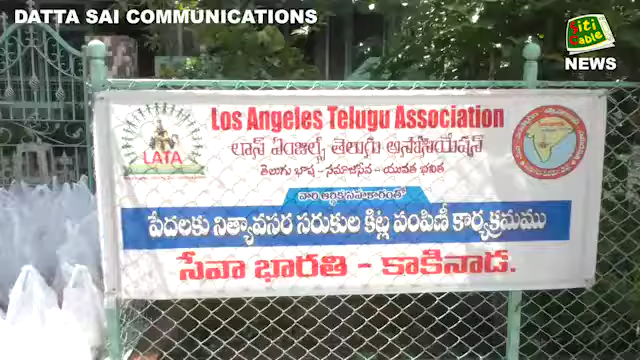 DATTA SAI COMMUNICATIONS
Siti Cable
NEWS
Los Angeles Telugu Association
లాస్ ఏంజిల్స్ తెలుగు అసోసియేషన్
తెలుగు భాష - సమాజసేవ - యువత భవిత
LATA
వారి ఆర్థిక సహకారంతో
పేదలకు నిత్యావసర సరుకుల కిట్ల పంపిణీ కార్యక్రమము
సేవా భారతి - కాకినాడ.